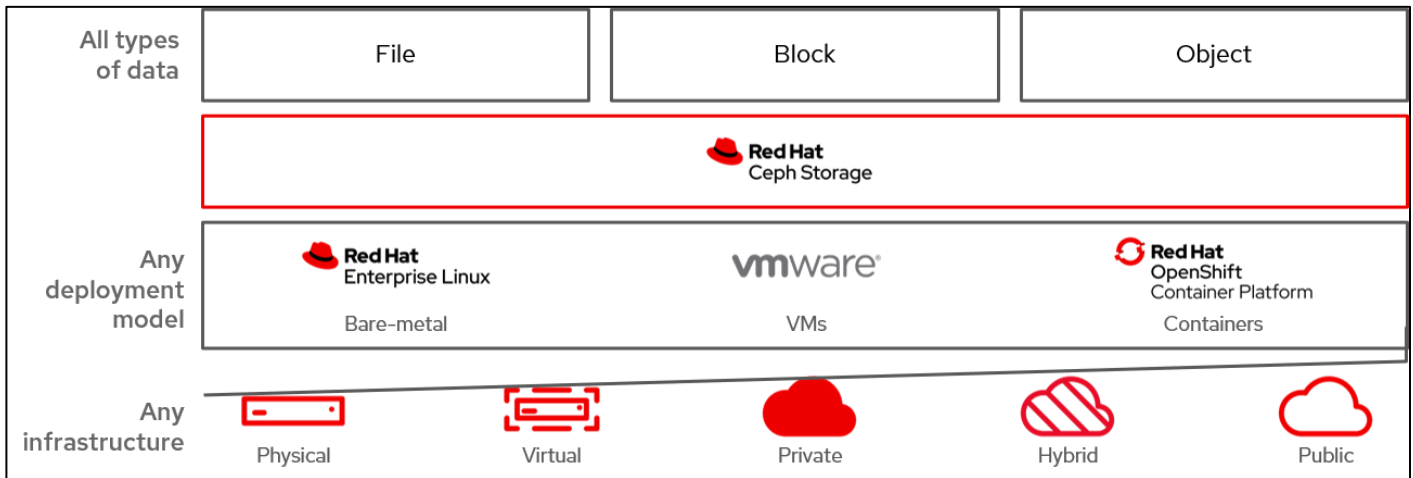 All types
of data
File
Block
Object
Red Hat
Ceph Storage
Any
deployment
model
Red Hat
Enterprise Linux
Bare-metal
vmware®
VMs
Red Hat
OpenShift
Container Platform
Containers
Any
infrastructure
Physical
Virtual
Private
Hybrid
Public